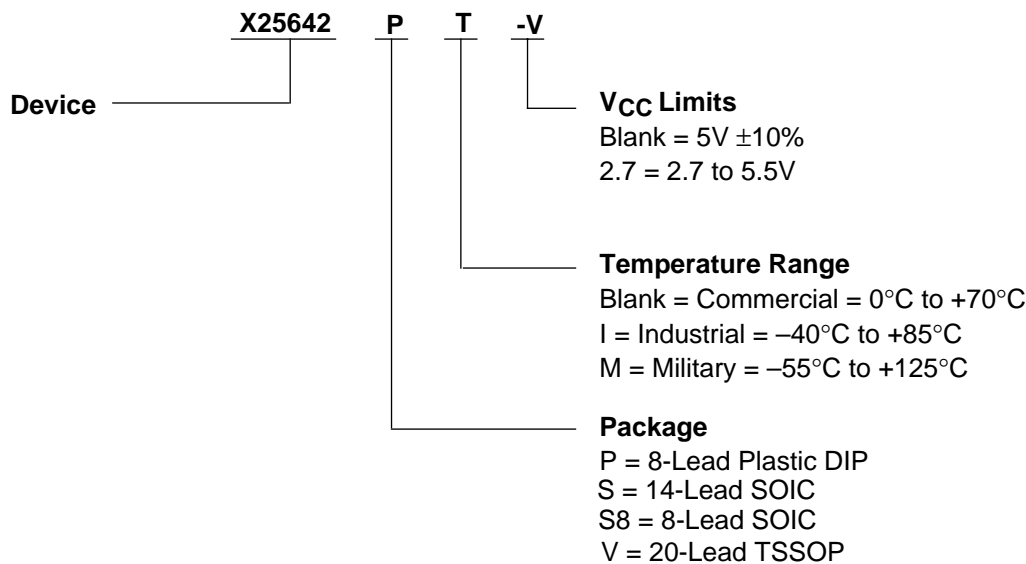 X25642 P T -V
Device
VCC Limits
Blank = 5V ±10%
2.7 = 2.7 to 5.5V
Temperature Range
Blank = Commercial = 0°C to +70°C
I = Industrial = –40°C to +85°C
M = Military = –55°C to +125°C
Package
P = 8-Lead Plastic DIP
S = 14-Lead SOIC
S8 = 8-Lead SOIC
V = 20-Lead TSSOP